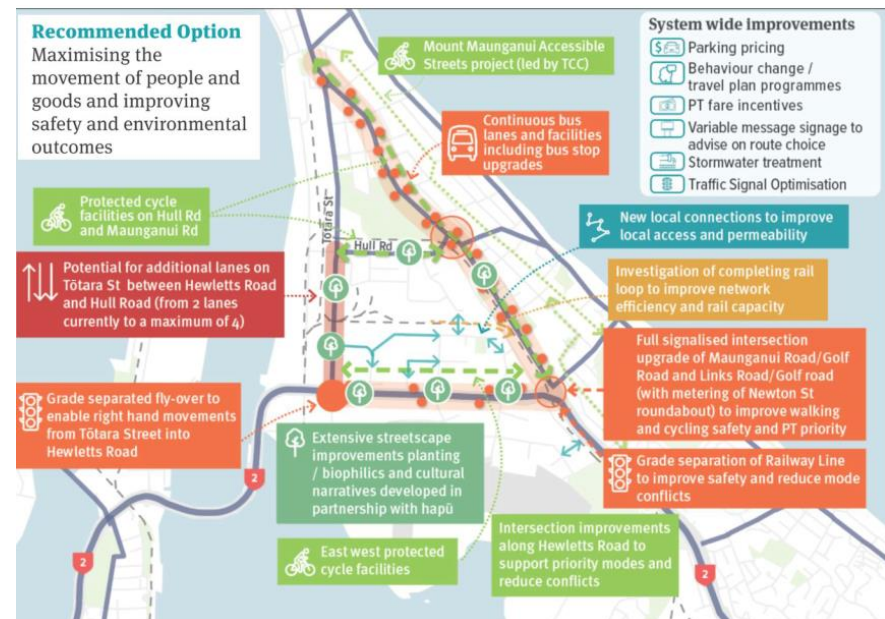 Recommended Option
Maximising the
movement of people and
goods and improving
safety and environmental
outcomes
System wide improvements
$
Parking pricing
Behaviour change /
travel plan programmes
PT fare incentives
Variable message signage to
advise on route choice
Stormwater treatment
Traffic Signal Optimisation
Mount Maunganui Accessible
Streets project (led by TCC)
Continuous bus
lanes and facilities
including bus stop
upgrades
Protected cycle
facilities on Hull Rd
and Maunganui Rd
Tōtara St
Hull Rd
New local connections to improve
local access and permeability
Potential for additional lanes on
Tōtara St between Hewletts Road
and Hull Road (from 2 lanes
currently to a maximum of 4)
Investigation of completing rail
loop to improve network
efficiency and rail capacity
Full signalised intersection
upgrade of Maunganui Road/Golf
Road and Links Road/Golf road
(with metering of Newton St
roundabout) to improve walking
and cycling safety and PT priority
Grade separated fly-over to
enable right hand movements
from Tōtara Street into
Hewletts Road
Extensive streetscape
improvements planting
/ biophilics and cultural
narratives developed in
partnership with hapū
Grade separation of Railway Line
to improve safety and reduce mode
conflicts
East west protected
cycle facilities
Intersection improvements
along Hewletts Road to
support priority modes and
reduce conflicts
2
2
2